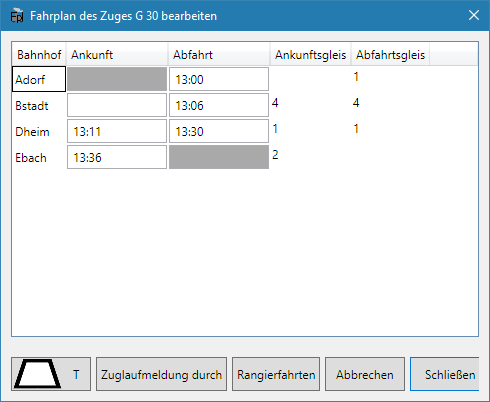 Fahrplan des Zuges G 30 bearbeiten
Bahnhof Ankunft Abfahrt Ankunftsgleis Abfahrtsgleis
Adorf 13:00 1
Bstadt 13:06 4 4
Dheim 13:11 13:30 1 1
Ebach 13:36 2
T Zuglaufmeldung durch Rangierfahrten Abbrechen Schließen